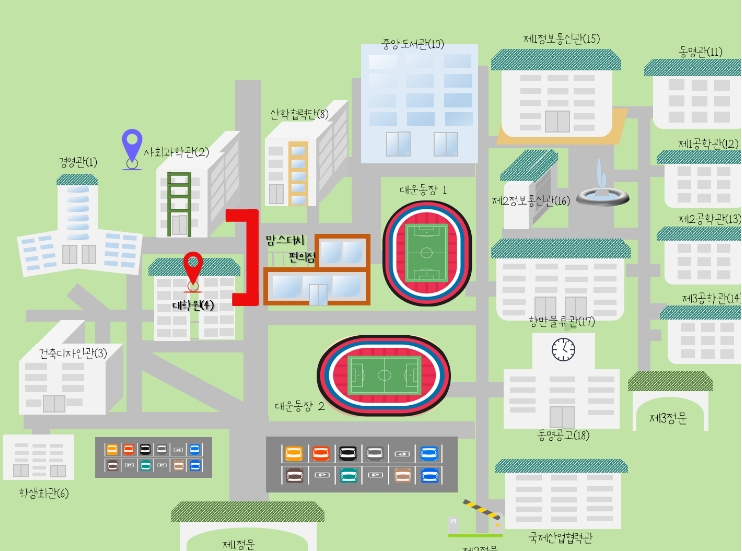 중앙도서관(10)
제1정보통신관(15)
동명관(11)
산학협력단(8)
제1공학관(12)
사회과학관(2)
경영관(1)
대운동장 1
제2정보통신관(16)
제2공학관(13)
맘스터치
편의점
대학원(4)
제3공학관(14)
항만물류관(17)
건축디자인관(3)
대운동장 2
제3정문
동명공고(18)
학생회관(6)
국제산업협력관
제1정문
제2정문